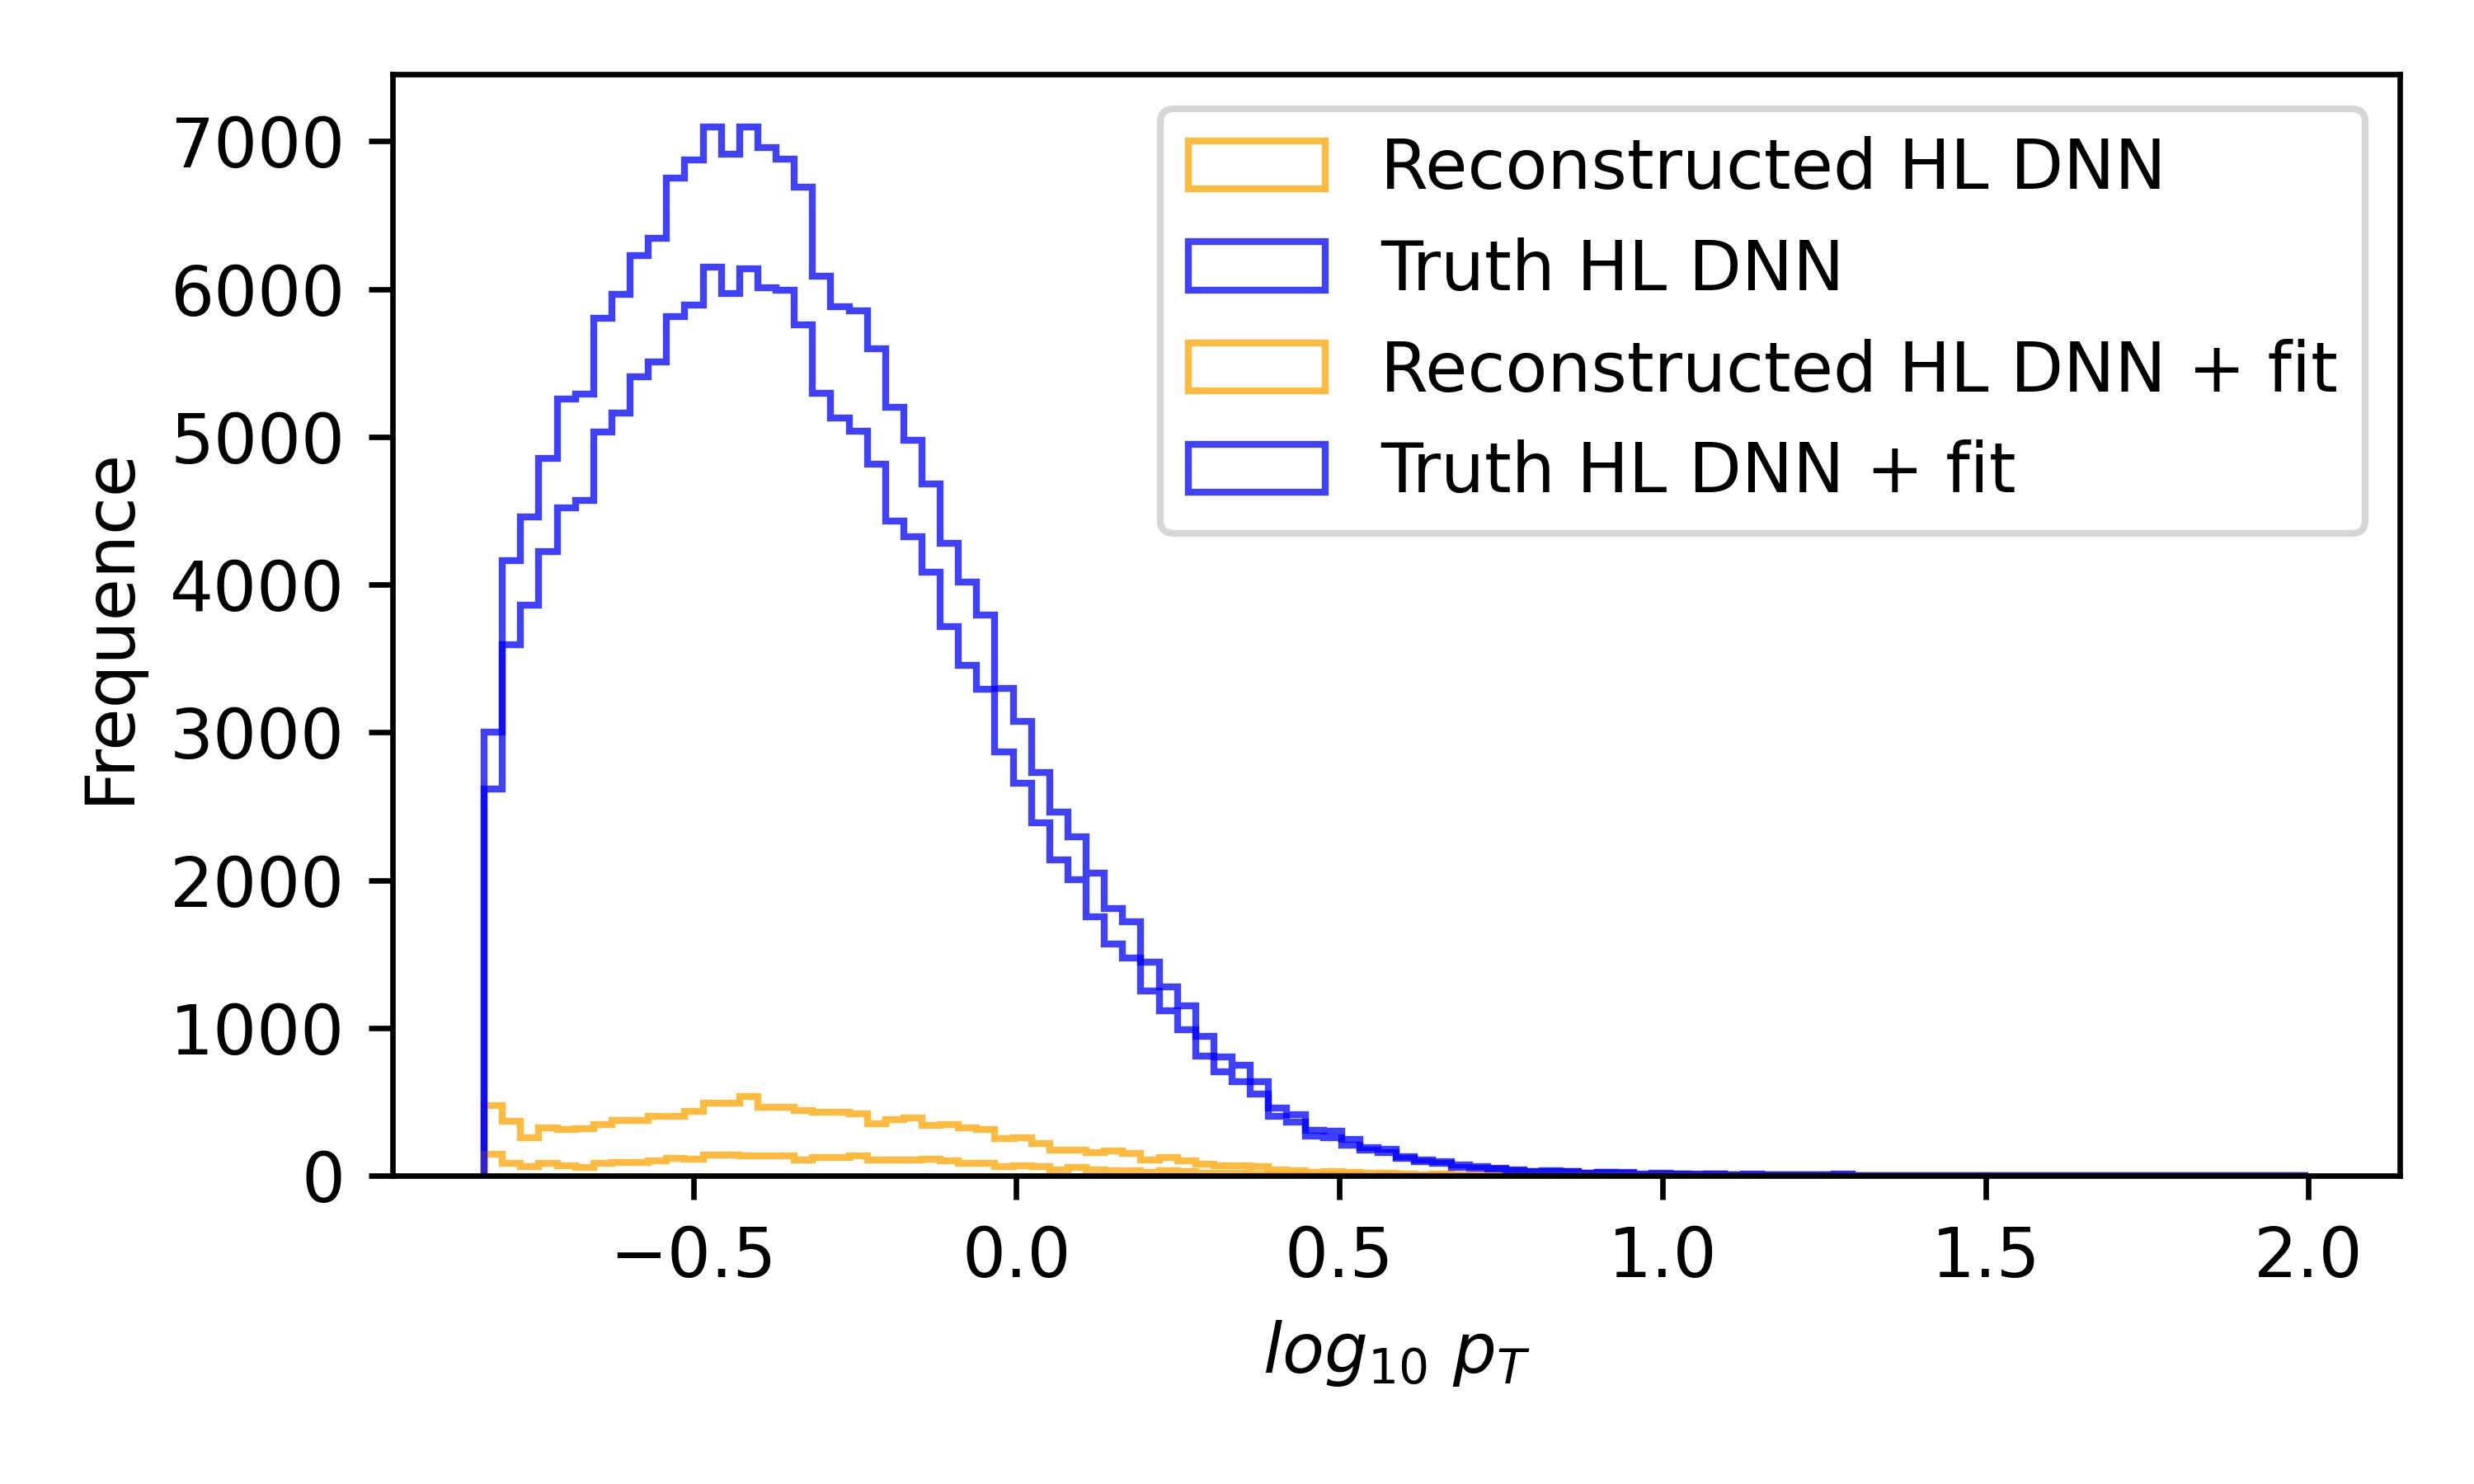 7000
6000
5000
4000
3000
2000
1000
0
Frequence
Reconstructed HL DNN
Truth HL DNN
Reconstructed HL DNN + fit
Truth HL DNN + fit
−0.5 0.0 0.5 1.0 1.5 2.0
log10 pT